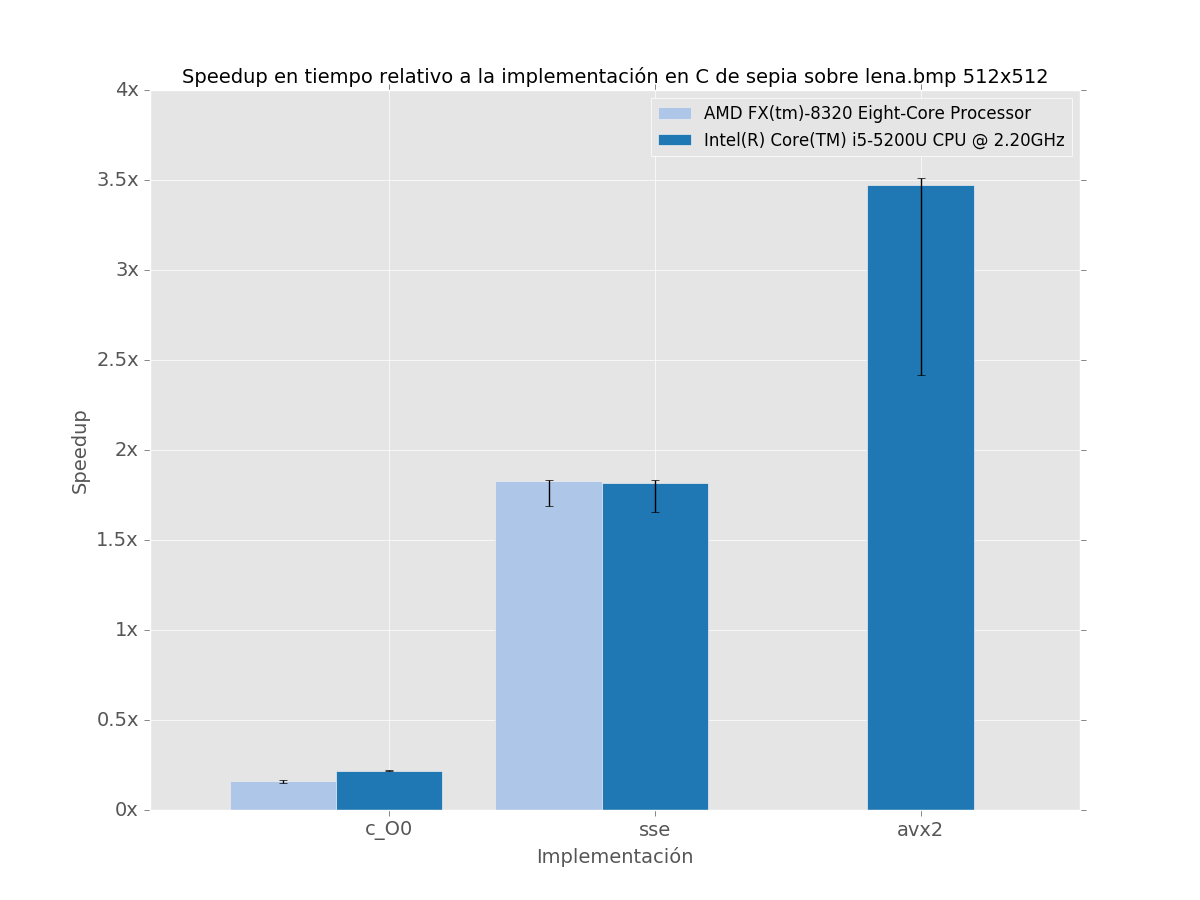 Speedup en tiempo relativo a la implementación en C de sepia sobre lena.bmp 512x512
AMD FX(tm)-8320 Eight-Core Processor
Intel(R) Core(TM) i5-5200U CPU @ 2.20GHz
4x
3.5x
3x
2.5x
2x
1.5x
1x
0.5x
0x
Speedup
c_O0
sse
avx2
Implementación